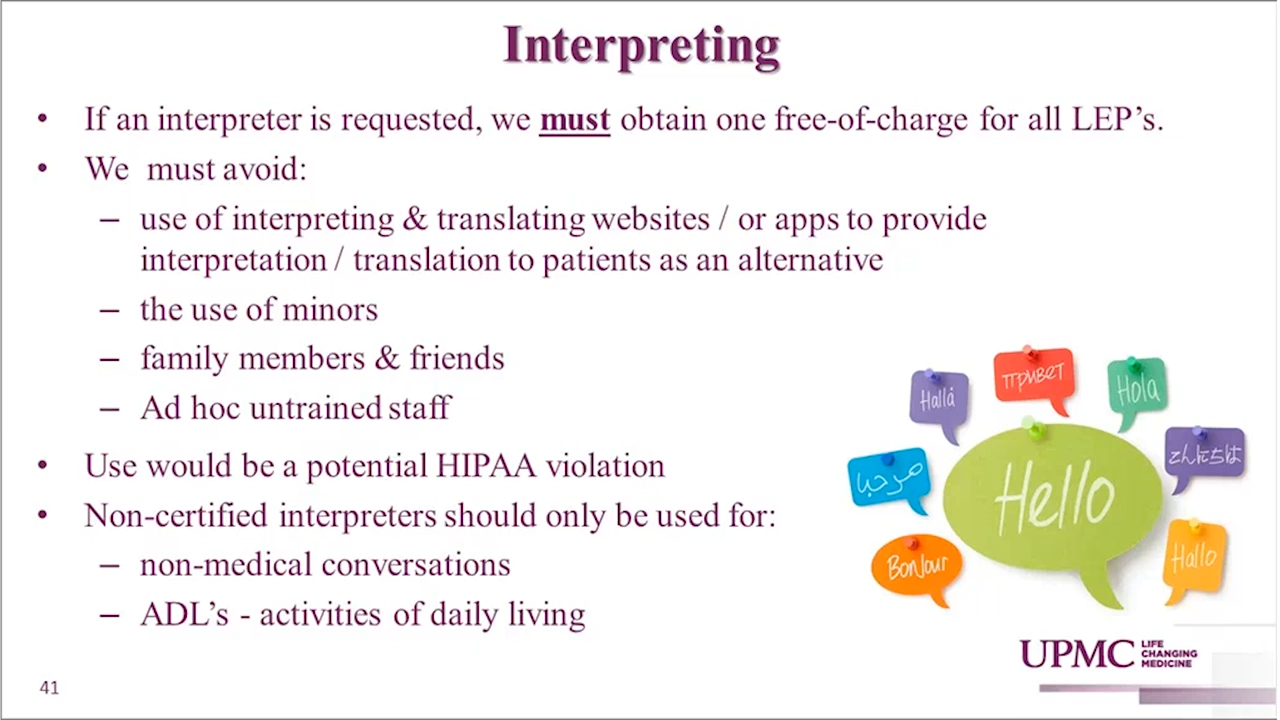 Interpreting
• If an interpreter is requested, we must obtain one free-of-charge for all LEP’s.
• We must avoid:
– use of interpreting & translating websites / or apps to provide
interpretation / translation to patients as an alternative
– the use of minors
– family members & friends
– Ad hoc untrained staff
• Use would be a potential HIPAA violation
• Non-certified interpreters should only be used for:
– non-medical conversations
– ADL’s - activities of daily living
Hallå
привет
Hola
مرحبا
Hello
こんにちは
Bonjour
Hallo
UPMC LIFE
CHANGING
MEDICINE
41